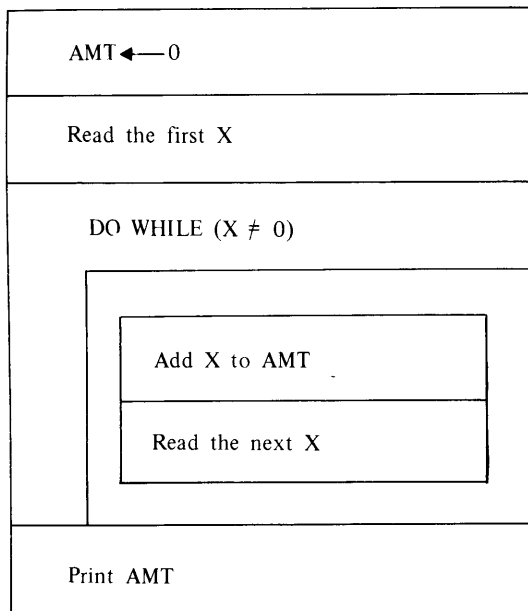 AMT ← 0
Read the first X
DO WHILE (X ≠ 0)
Add X to AMT
Read the next X
Print AMT